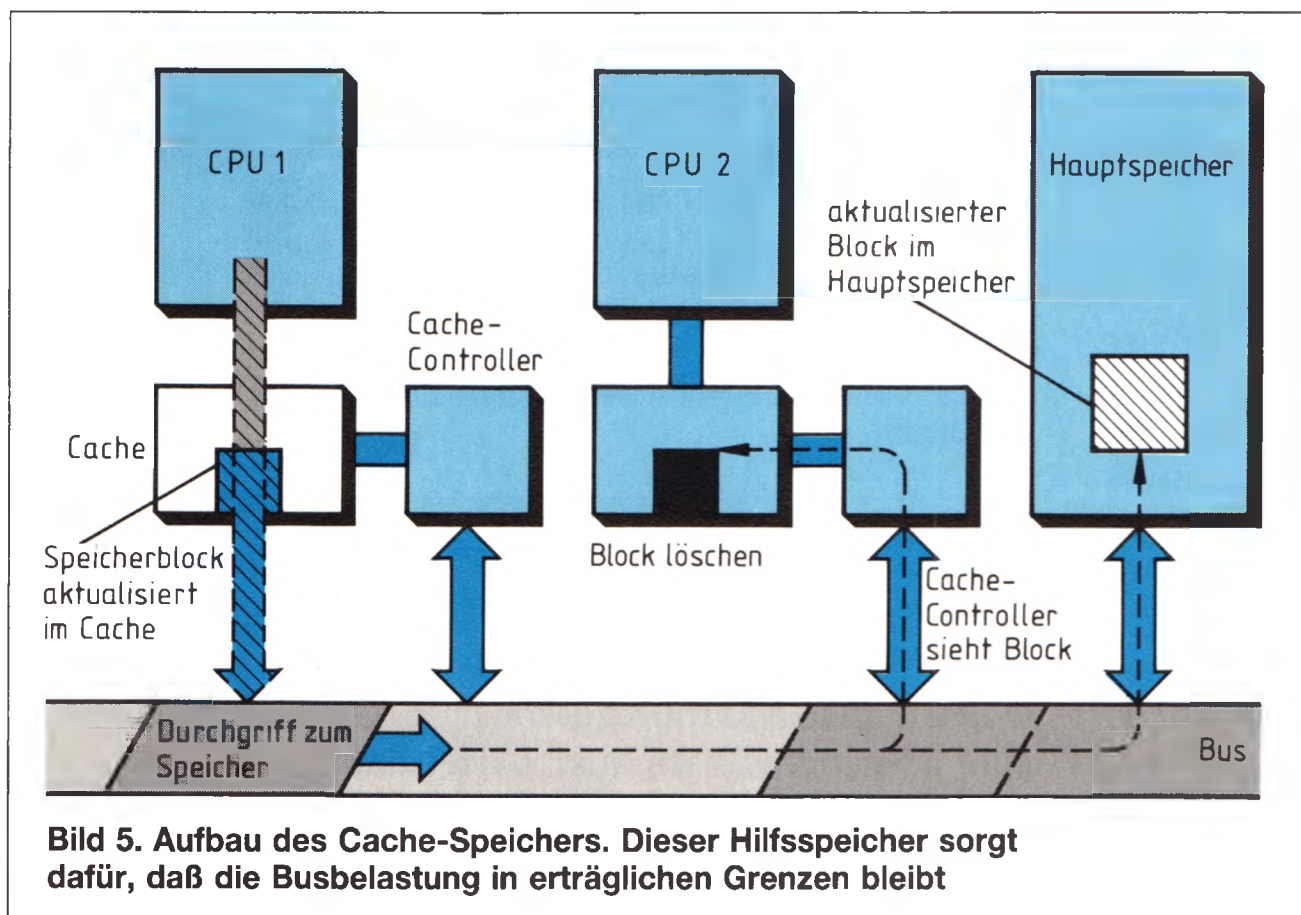 CPU 1
CPU 2
Hauptspeicher
aktualisierter
Block im
Hauptspeicher
Cache-
Controller
Cache
Speicherblock
aktualisiert
im Cache
Block löschen
Cache-
Controller
sieht Block
Durchgriff zum
Speicher
Bus
Bild 5. Aufbau des Cache-Speichers. Dieser Hilfsspeicher sorgt
dafür, daß die Busbelastung in erträglichen Grenzen bleibt